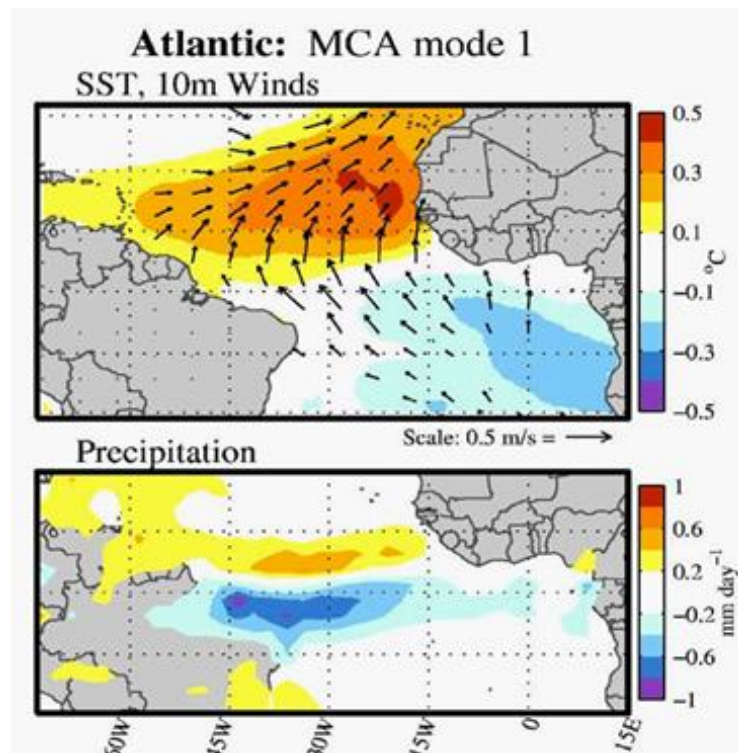 Atlantic: MCA mode 1
SST, 10m Winds
0.5
0.3
0.1
-0.1
-0.3
-0.5
°C
Scale: 0.5 m/s =
Precipitation
1
0.6
0.2
-0.2
-0.6
-1
mm day⁻¹
30W
15W
0
15E